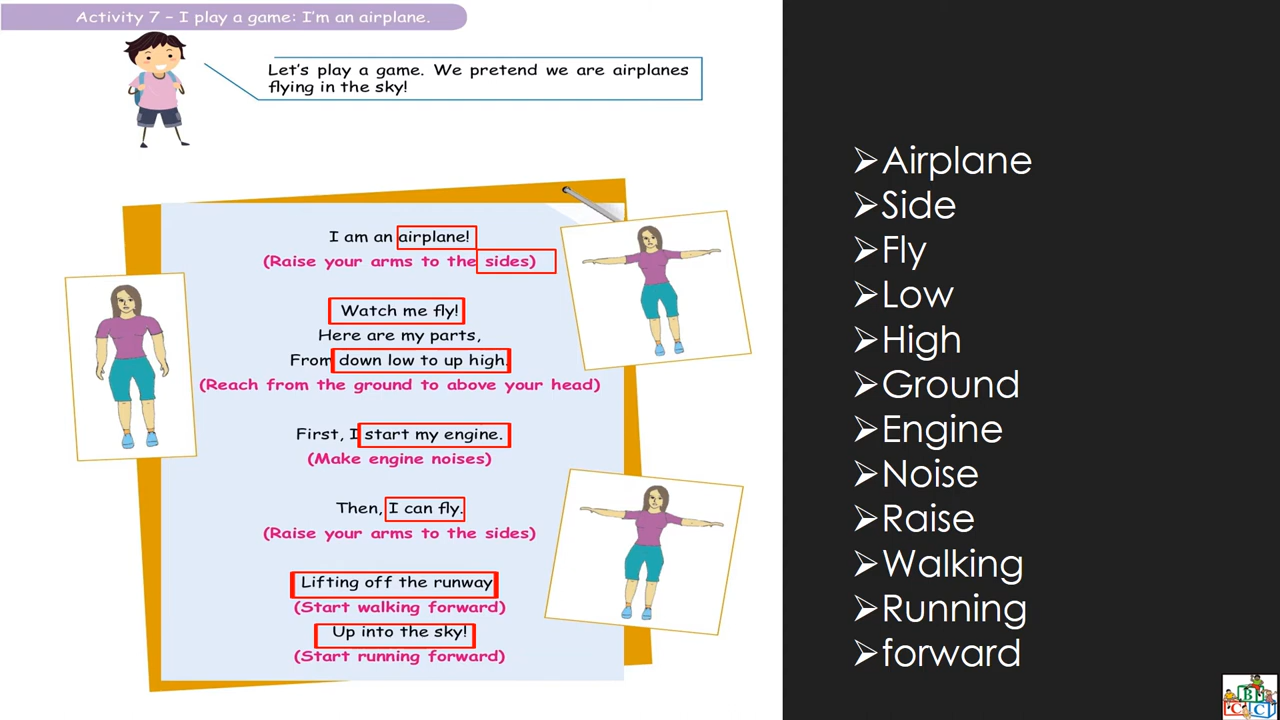 Activity 7 – I play a game: I’m an airplane.
Let’s play a game. We pretend we are airplanes
flying in the sky!
I am an airplane!
(Raise your arms to the sides)
Watch me fly!
Here are my parts,
From down low to up high.
(Reach from the ground to above your head)
First, I start my engine.
(Make engine noises)
Then, I can fly.
(Raise your arms to the sides)
Lifting off the runway
(Start walking forward)
Up into the sky!
(Start running forward)
➢Airplane
➢Side
➢Fly
➢Low
➢High
➢Ground
➢Engine
➢Noise
➢Raise
➢Walking
➢Running
➢forward